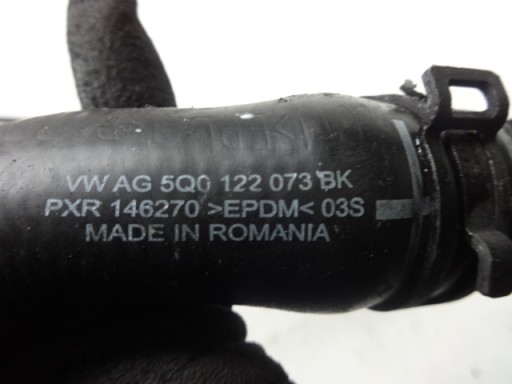 VW AG 5Q0 122 073 BK
PXR 146270 >EPDM< 03S
MADE IN ROMANIA